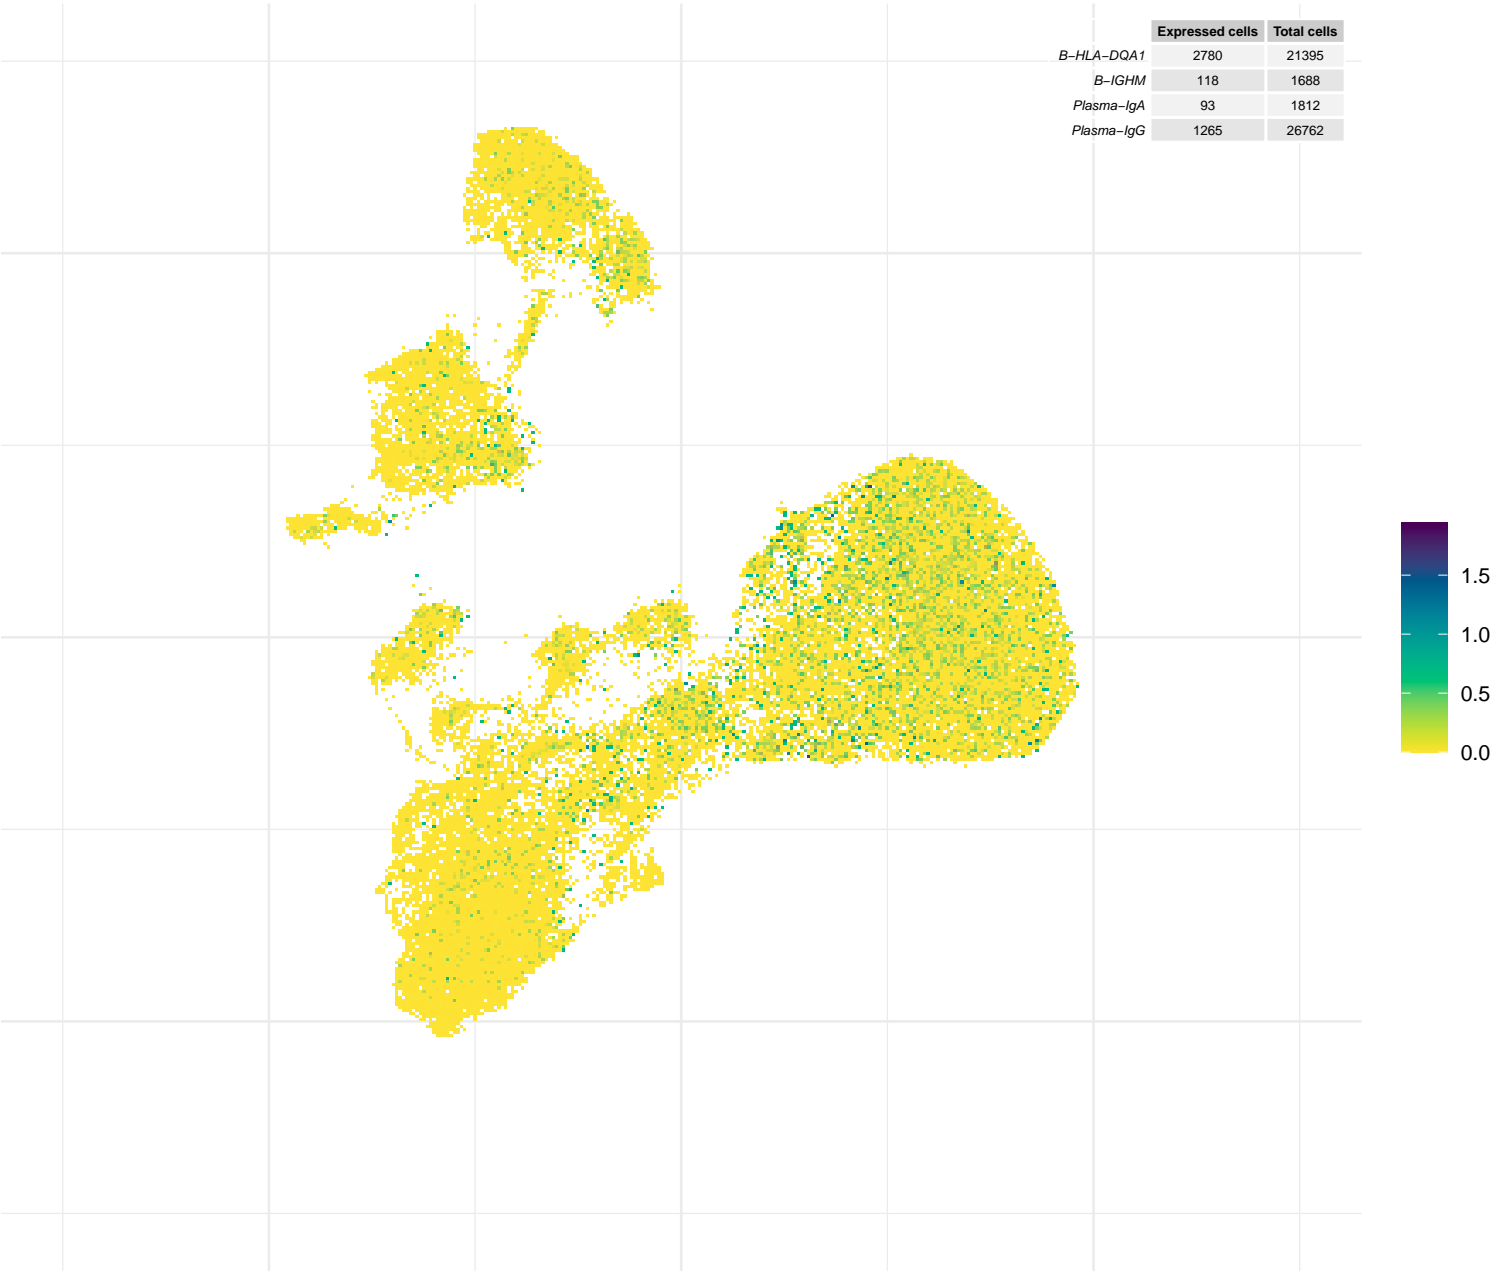 Expressed cells Total cells
B−HLA−DQA1 2780 21395
B−IGHM 118 1688
Plasma−IgA 93 1812
Plasma−IgG 1265 26762
1.5
1.0
0.5
0.0